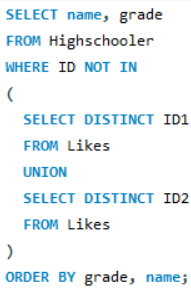 SELECT name, grade
FROM Highschooler
WHERE ID NOT IN
(
  SELECT DISTINCT ID1
  FROM Likes
  UNION
  SELECT DISTINCT ID2
  FROM Likes
)
ORDER BY grade, name;